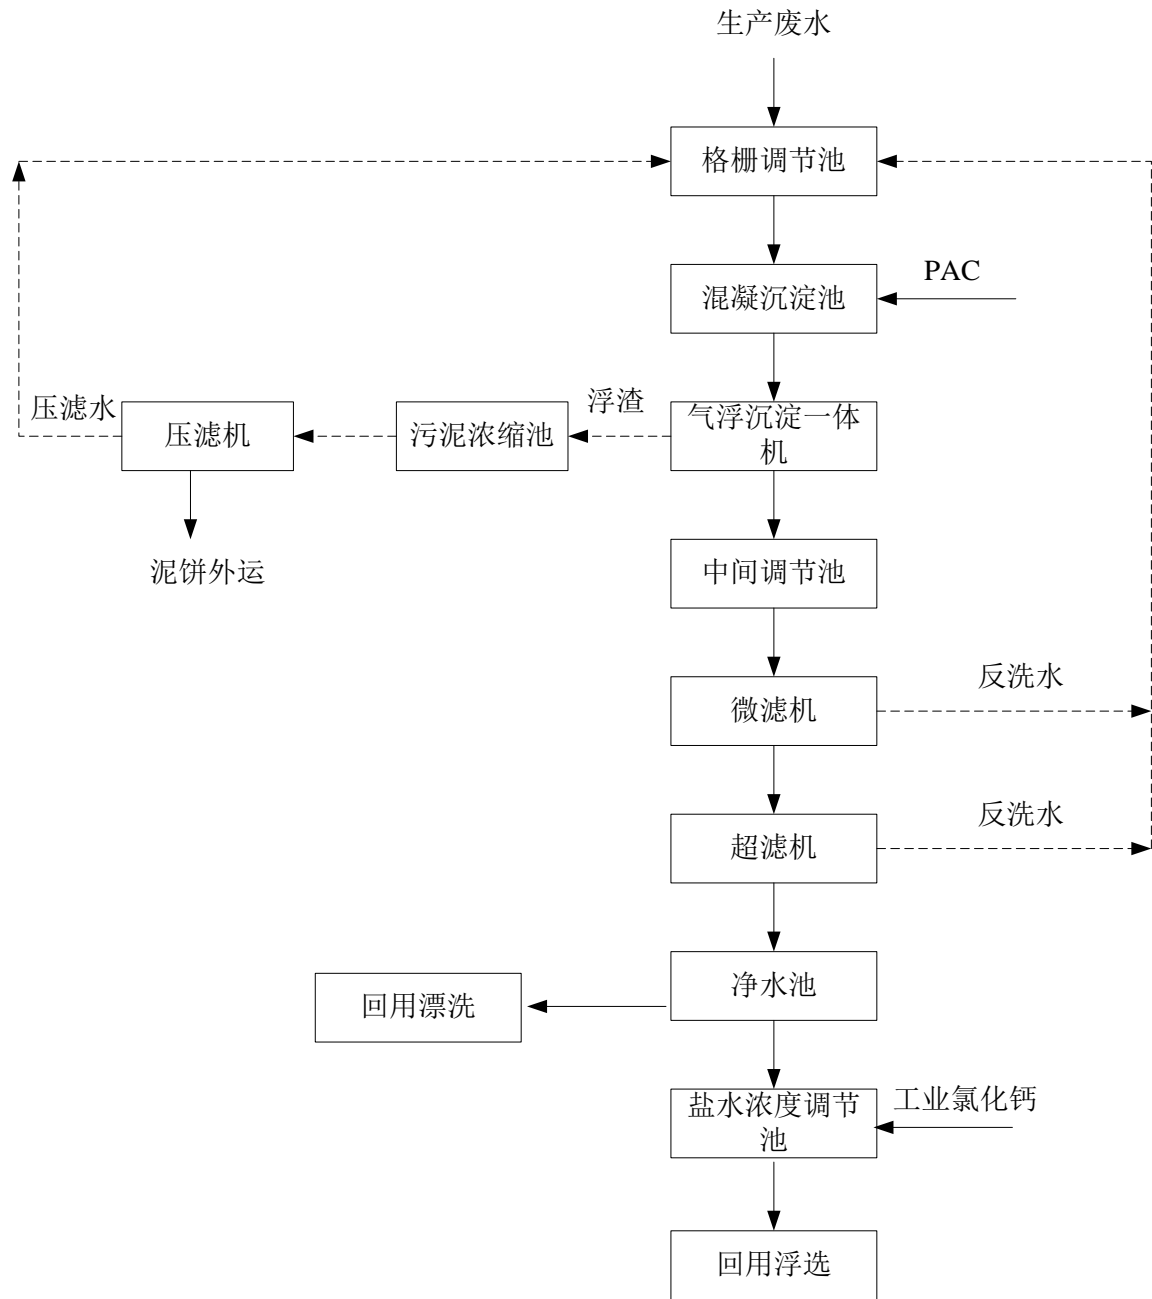 生产废水
格栅调节池
PAC
混凝沉淀池
压滤水
压滤机
污泥浓缩池
浮渣
气浮沉淀一体
机
泥饼外运
中间调节池
微滤机
反洗水
超滤机
反洗水
净水池
回用漂洗
盐水浓度调节
池
工业氯化钙
回用浮选